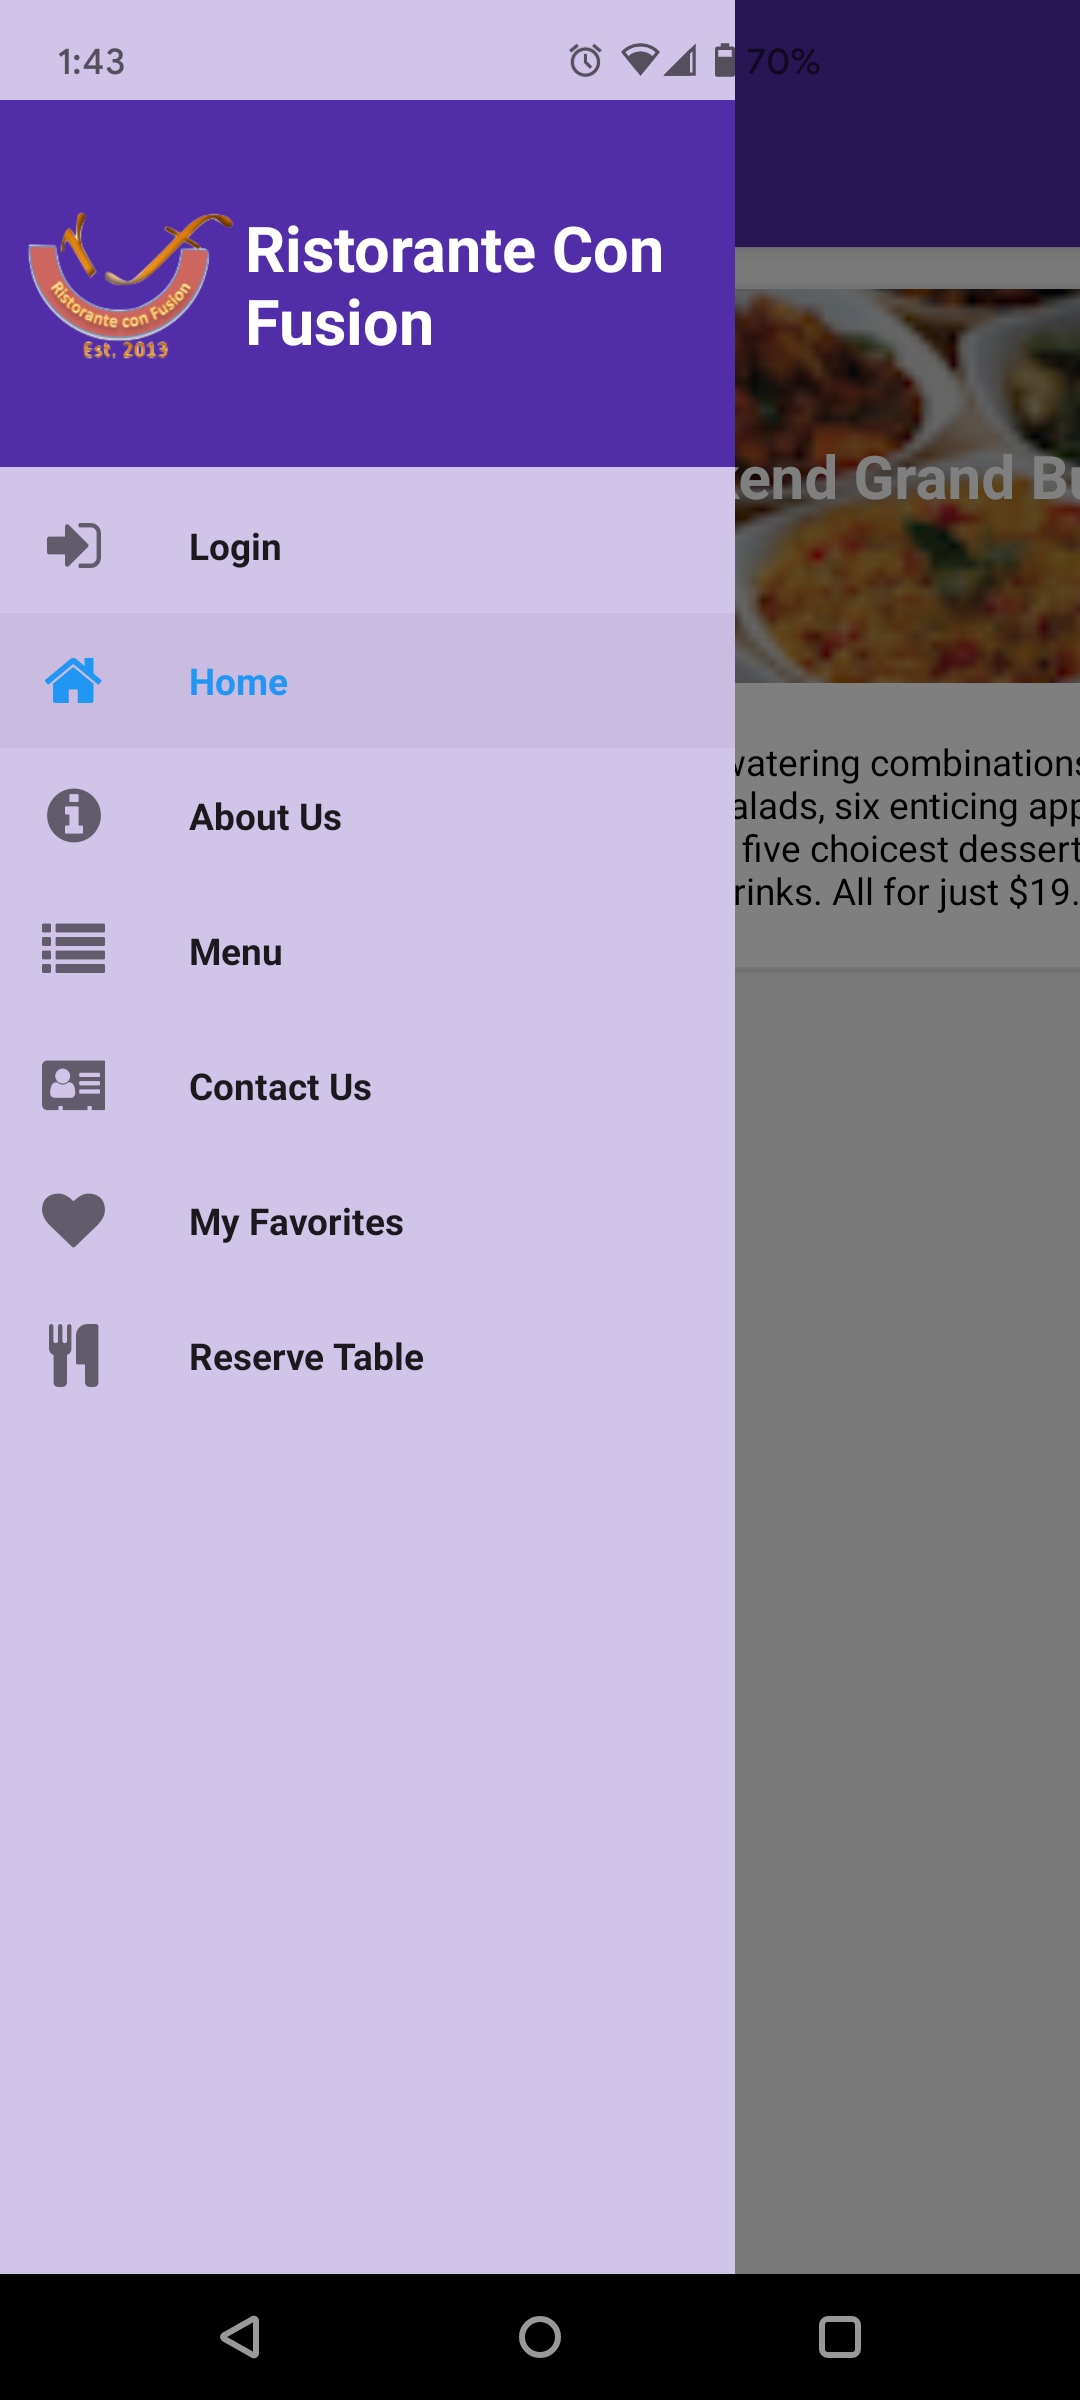 1:43
70%
Ristorante con Fusion
Est. 2013
Ristorante Con
Fusion
Login
Home
About Us
Menu
Contact Us
My Favorites
Reserve Table
kend Grand Bu
watering combinations
alads, six enticing app
five choicest dessert
rinks. All for just $19.